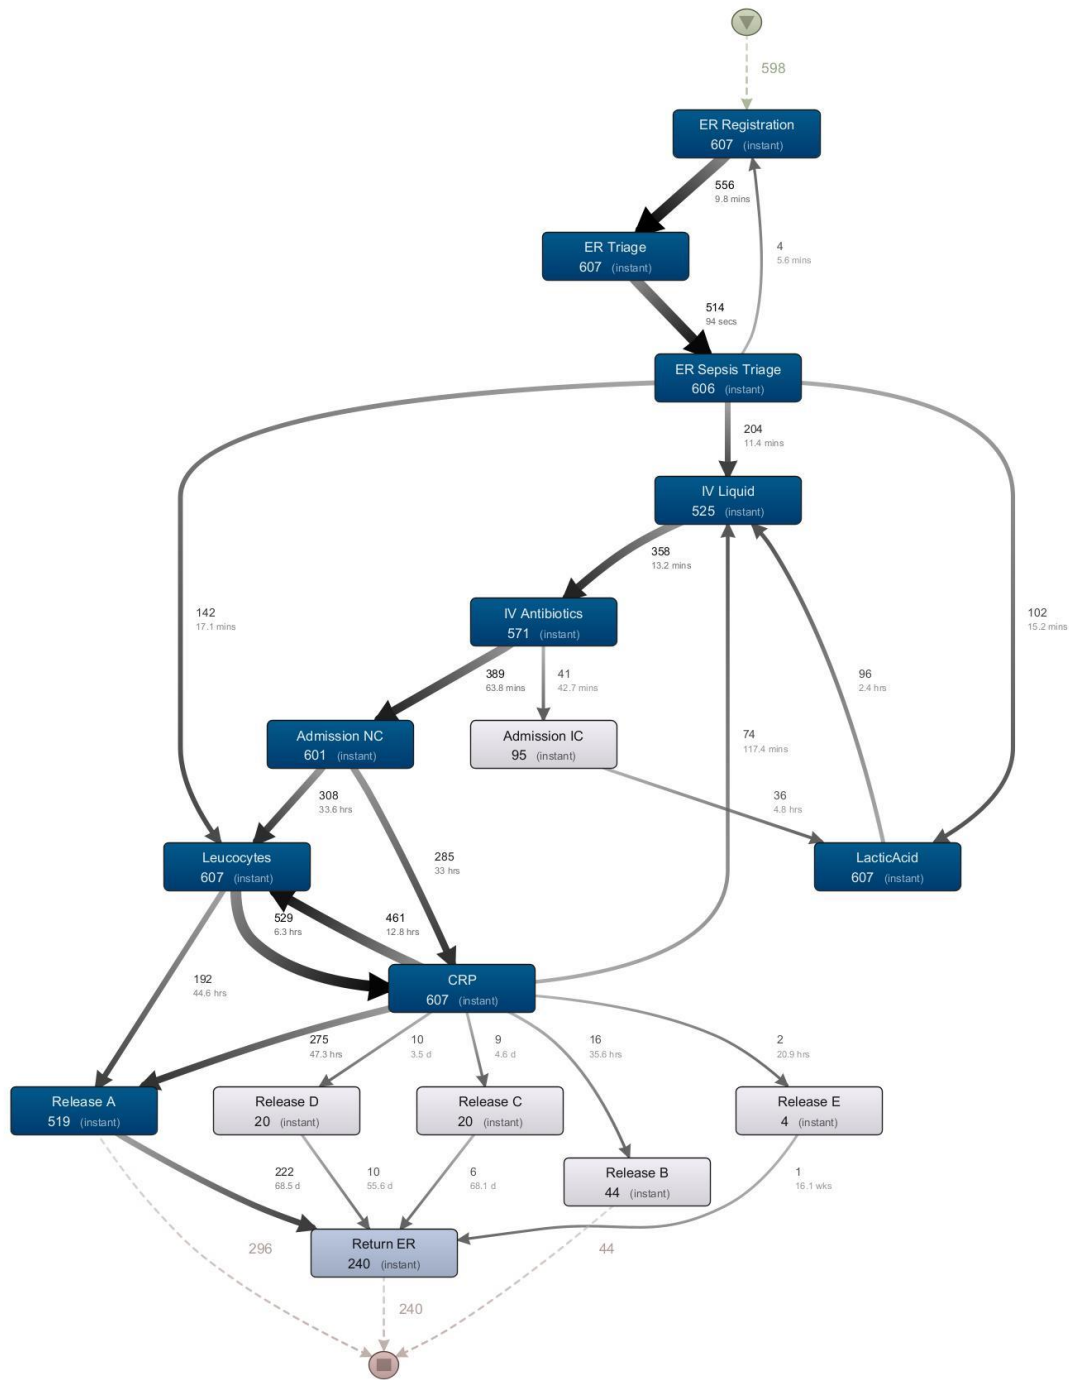 598
ER Registration
607 (instant)
556
9.8 mins
ER Triage
607 (instant)
4
5.6 mins
514
94 secs
ER Sepsis Triage
606 (instant)
204
11.4 mins
IV Liquid
525 (instant)
358
13.2 mins
IV Antibiotics
571 (instant)
142
17.1 mins
102
15.2 mins
389
63.8 mins
41
42.7 mins
96
2.4 hrs
Admission NC
601 (instant)
Admission IC
95 (instant)
74
117.4 mins
308
33.6 hrs
36
4.8 hrs
Leucocytes
607 (instant)
285
33 hrs
LacticAcid
607 (instant)
529
6.3 hrs
461
12.8 hrs
192
44.6 hrs
CRP
607 (instant)
275
47.3 hrs
10
3.5 d
9
4.6 d
16
35.6 hrs
2
20.9 hrs
Release A
519 (instant)
Release D
20 (instant)
Release C
20 (instant)
Release E
4 (instant)
222
68.5 d
10
55.6 d
6
68.1 d
Release B
44 (instant)
1
16.1 wks
296
Return ER
240 (instant)
44
240